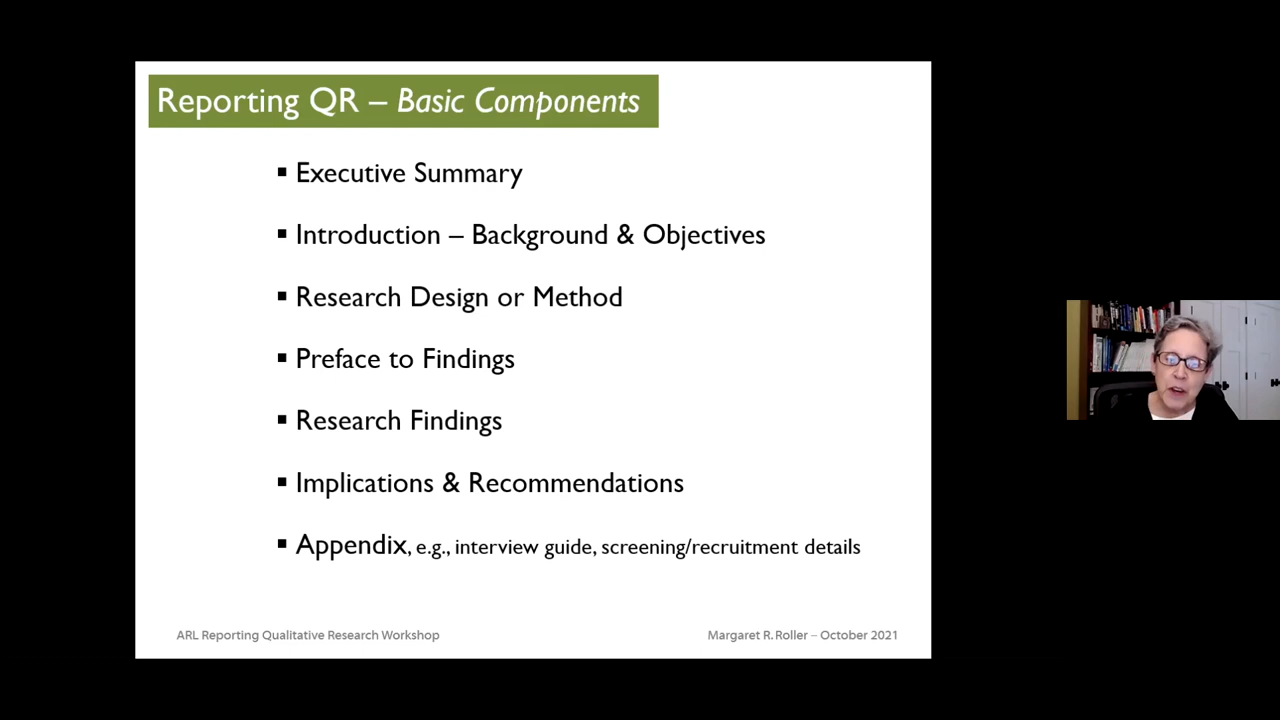 Reporting QR – Basic Components
▪ Executive Summary
▪ Introduction – Background & Objectives
▪ Research Design or Method
▪ Preface to Findings
▪ Research Findings
▪ Implications & Recommendations
▪ Appendix, e.g., interview guide, screening/recruitment details
ARL Reporting Qualitative Research Workshop
Margaret R. Roller – October 2021